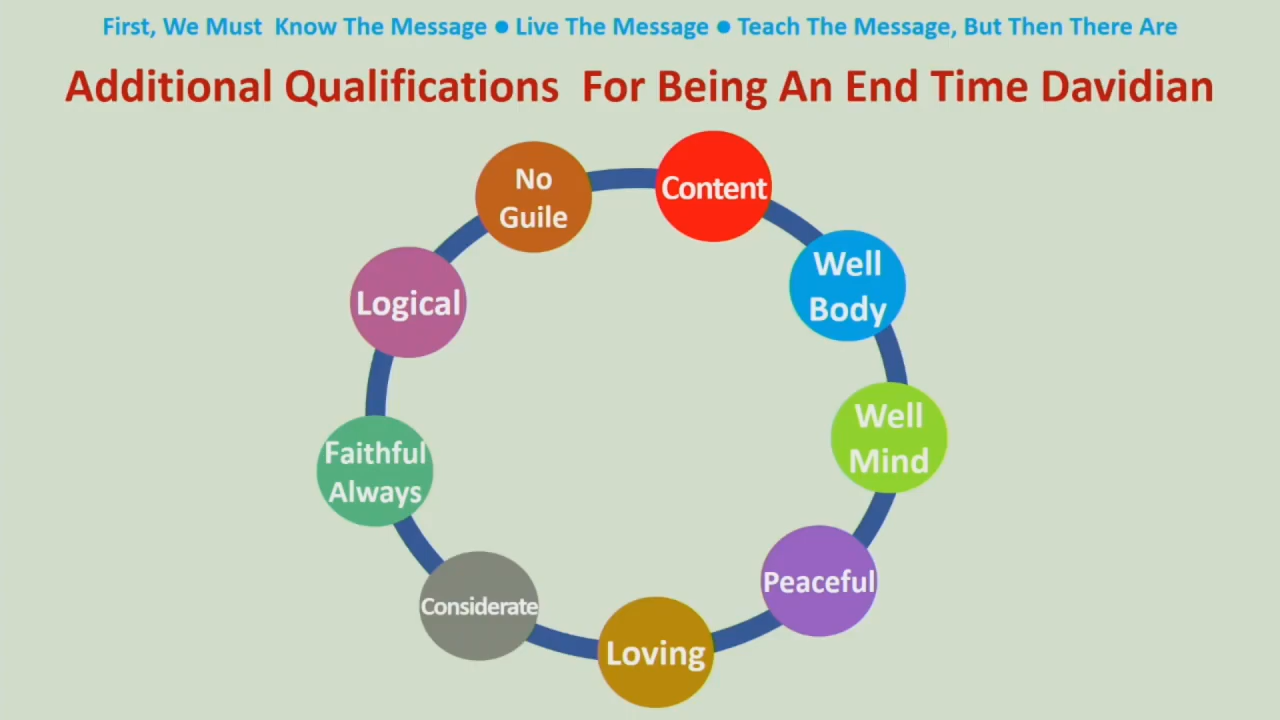 First, We Must  Know The Message ● Live The Message ● Teach The Message, But Then There Are
Additional Qualifications  For Being An End Time Davidian
No
Guile
Content
Well
Body
Well
Mind
Peaceful
Loving
Considerate
Faithful
Always
Logical